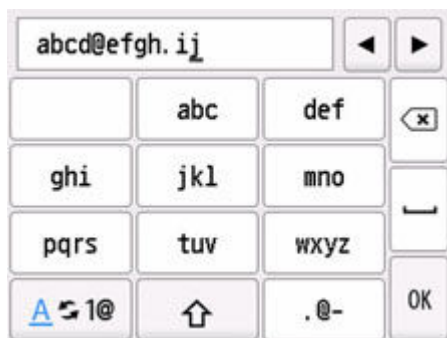 abcd@efgh.ij
abc def
ghi jkl mno
pqrs tuv wxyz
A 1@ .@- OK